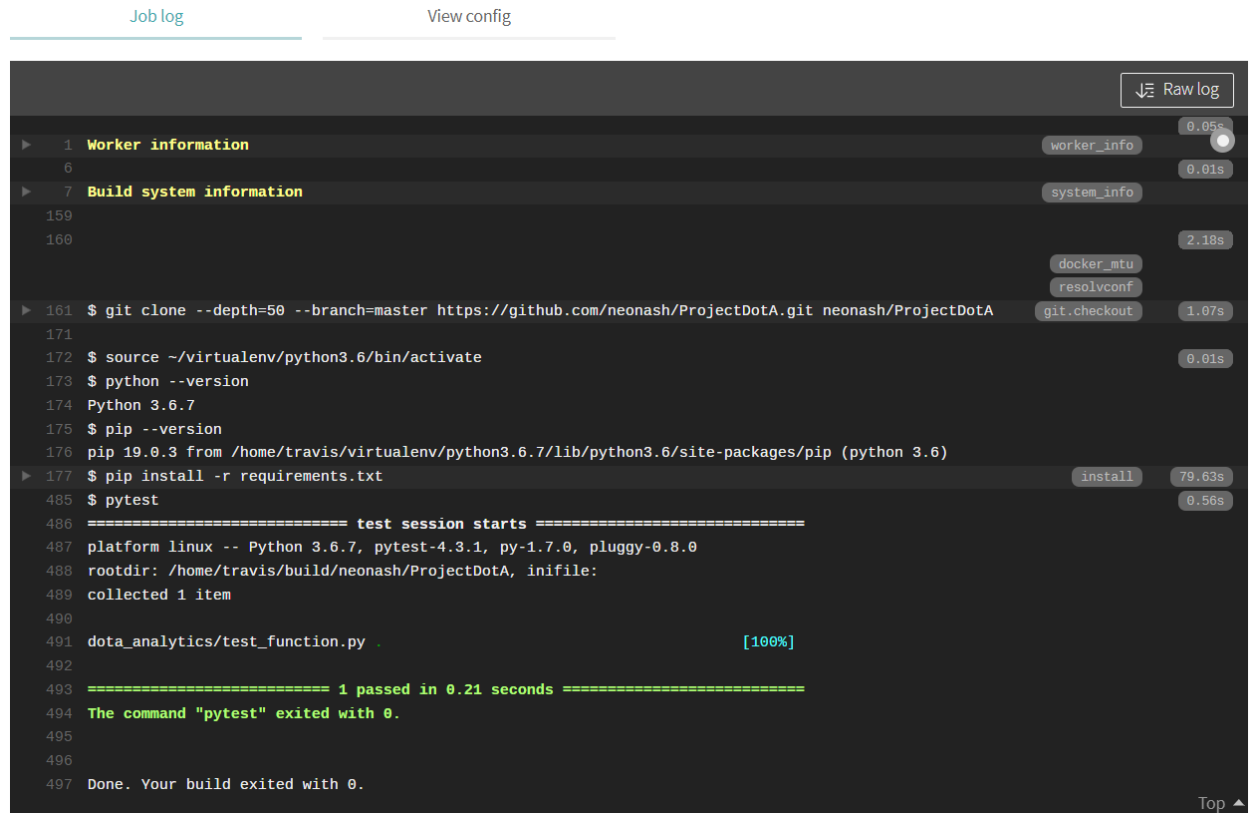 Job log View config
Raw log
0.05s
1 Worker information worker_info
6 0.01s
7 Build system information system_info
159
160 2.18s
docker_mtu
resolvconf
161 $ git clone --depth=50 --branch=master https://github.com/neonash/ProjectDotA.git neonash/ProjectDotA git.checkout 1.07s
171
172 $ source ~/virtualenv/python3.6/bin/activate 0.01s
173 $ python --version
174 Python 3.6.7
175 $ pip --version
176 pip 19.0.3 from /home/travis/virtualenv/python3.6.7/lib/python3.6/site-packages/pip (python 3.6)
177 $ pip install -r requirements.txt install 79.63s
485 $ pytest 0.56s
486 ============================= test session starts ==============================
487 platform linux -- Python 3.6.7, pytest-4.3.1, py-1.7.0, pluggy-0.8.0
488 rootdir: /home/travis/build/neonash/ProjectDotA, inifile:
489 collected 1 item
490
491 dota_analytics/test_function.py . [100%]
492
493 =========================== 1 passed in 0.21 seconds ===========================
494 The command "pytest" exited with 0.
495
496
497 Done. Your build exited with 0.
Top